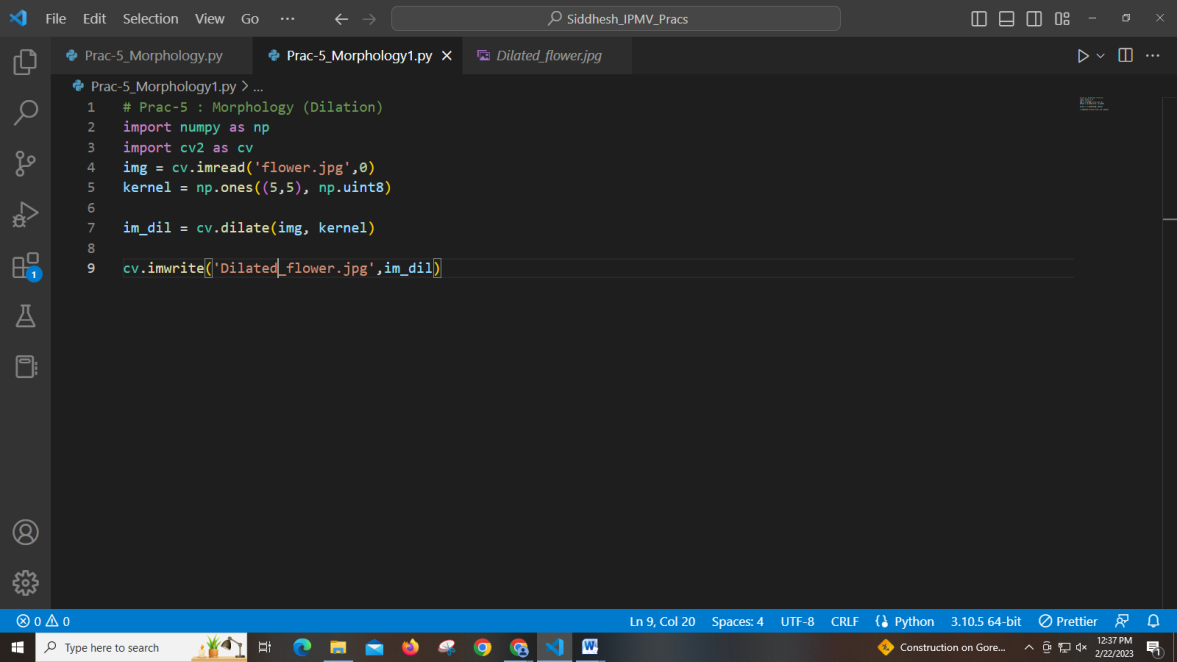 File Edit Selection View Go ... Siddhesh_IPMV_Pracs
Prac-5_Morphology.py Prac-5_Morphology1.py Dilated_flower.jpg
Prac-5_Morphology1.py > ...
1 # Prac-5 : Morphology (Dilation)
2 import numpy as np
3 import cv2 as cv
4 img = cv.imread('flower.jpg',0)
5 kernel = np.ones((5,5), np.uint8)
6
7 im_dil = cv.dilate(img, kernel)
8
9 cv.imwrite('Dilated_flower.jpg',im_dil)
1
0 0 Ln 9, Col 20 Spaces: 4 UTF-8 CRLF Python 3.10.5 64-bit Prettier
Type here to search Construction on Gore... 12:37 PM
2/22/2023 1